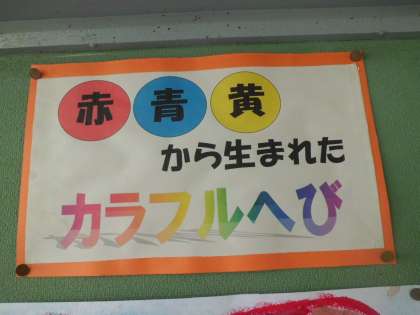 赤青黄
から生まれた
カラフルへび